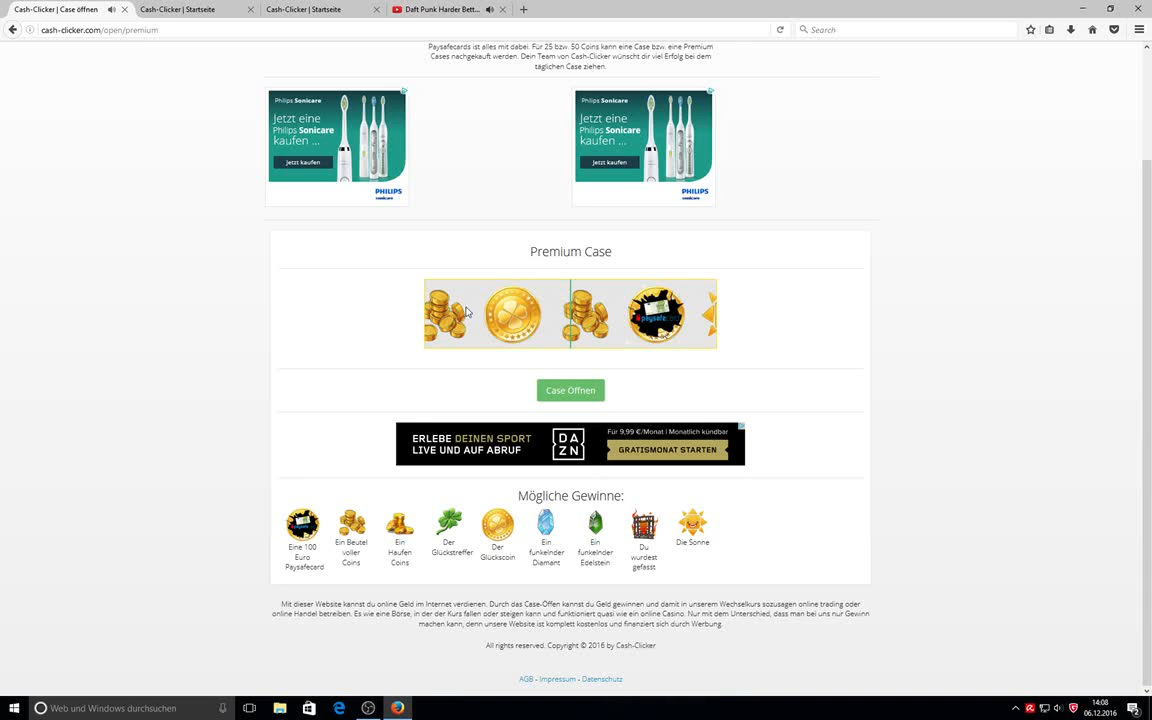 Cash-Clicker | Case öffnen
Cash-Clicker | Startseite
Cash-Clicker | Startseite
Daft Punk Harder Bett...
cash-clicker.com/open/premium
Search
Paysafecards ist alles mit dabei. Für 25 bzw. 50 Coins kann eine Case bzw. eine Premium
Cases nachgekauft werden. Dein Team von Cash-Clicker wünscht dir viel Erfolg bei dem
täglichen Case ziehen.
Philips Sonicare
Jetzt eine
Philips Sonicare
kaufen ...
Jetzt kaufen
PHILIPS
sonicare
Philips Sonicare
Jetzt eine
Philips Sonicare
kaufen ...
Jetzt kaufen
PHILIPS
sonicare
Premium Case
paysafe
Case Öffnen
ERLEBE DEINEN SPORT
LIVE UND AUF ABRUF
DA
ZN
Für 9,99 €/Monat | Monatlich kündbar
GRATISMONAT STARTEN
Mögliche Gewinne:
Eine 100
Euro
Paysafecard
Ein Beutel
voller
Coins
Ein
Haufen
Coins
Der
Glückstreffer
Der
Glückscoin
Ein
funkelnder
Diamant
Ein
funkelnder
Edelstein
Du
wurdest
gefasst
Die Sonne
Mit dieser Website kannst du online Geld im Internet verdienen. Durch das Case-Öffen kannst du Geld gewinnen und damit in unserem Wechselkurs sozusagen online trading oder
online Handel betreiben. Es wie eine Börse, in der der Kurs fallen oder steigen kann und funktioniert quasi wie ein online Casino. Nur mit dem Unterschied, dass man bei uns nur Gewinn
machen kann, denn unsere Website ist komplett kostenlos und finanziert sich durch Werbung.
All rights reserved. Copyright © 2016 by Cash-Clicker
AGB - Impressum - Datenschutz
Web und Windows durchsuchen
14:08
06.12.2016
2